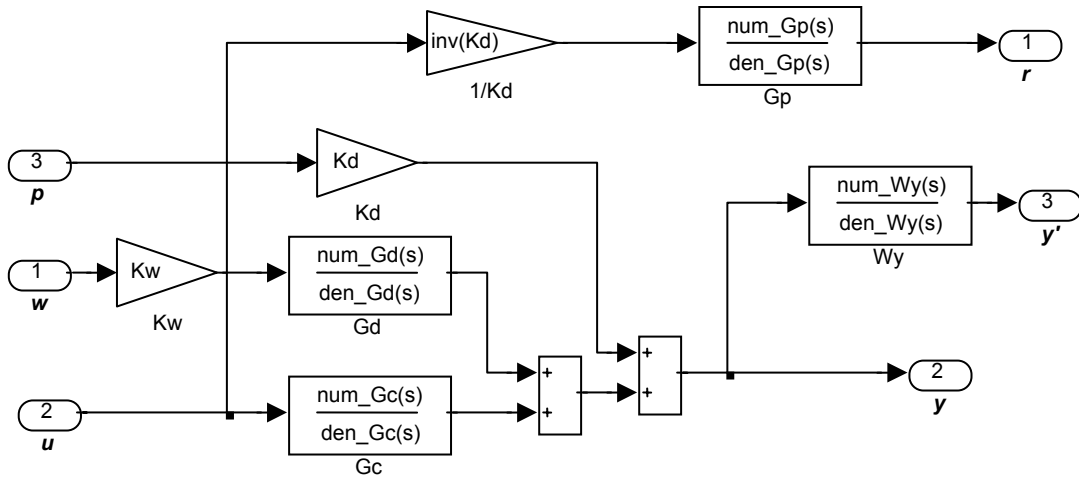 inv(Kd)
1/Kd
num_Gp(s)
den_Gp(s)
Gp
1
r
3
p
Kd
Kd
num_Wy(s)
den_Wy(s)
Wy
3
y'
1
w
Kw
Kw
num_Gd(s)
den_Gd(s)
Gd
+
+
+
+
2
y
2
u
num_Gc(s)
den_Gc(s)
Gc